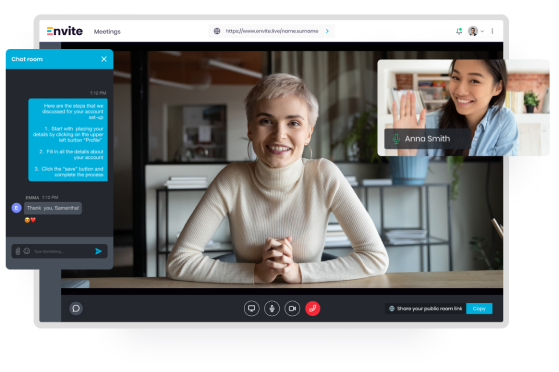 Envite
Meetings
https://www.envite.live/name.surname
Chat room
7:12 PM
Here are the steps that we
discussed for your account
set-up
1. Start with placing your
details by clicking on the upper
left button "Profile"
2. Fill in all the details about
your account
3. Click the "save" button and
complete the process
EMMA 7:12 PM
E
Thank you, Samantha!
Anna Smith
Share your public room link
Copy